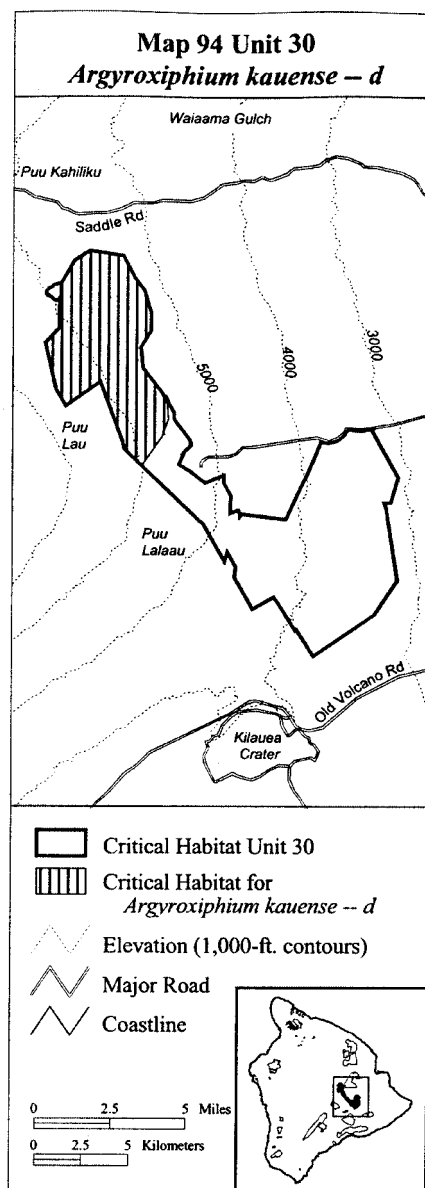 Map 94 Unit 30
Argyroxiphium kauense -- d
Waiaama Gulch
Puu Kahiliku
Saddle Rd
5000
4000
3000
Puu
Lau
Puu
Lalaau
Old Volcano Rd
Kilauea
Crater
Critical Habitat Unit 30
Critical Habitat for
Argyroxiphium kauense -- d
Elevation (1,000-ft. contours)
Major Road
Coastline
0 2.5 5 Miles
0 2.5 5 Kilometers